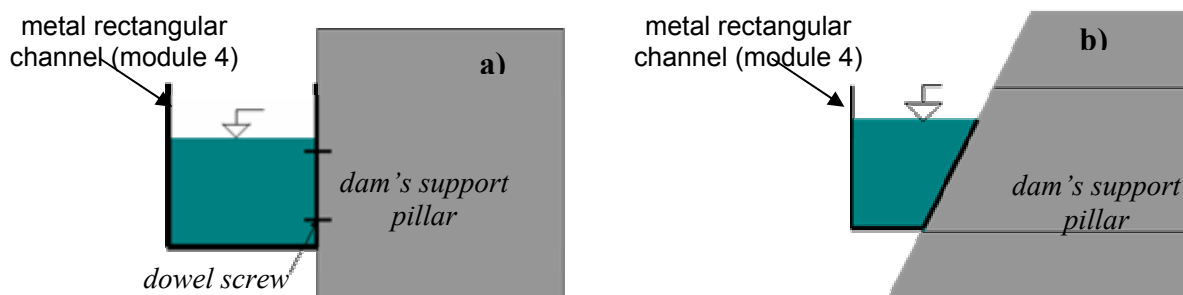 metal rectangular
channel (module 4)
a)
dam's support
pillar
dowel screw
metal rectangular
channel (module 4)
b)
dam's support
pillar